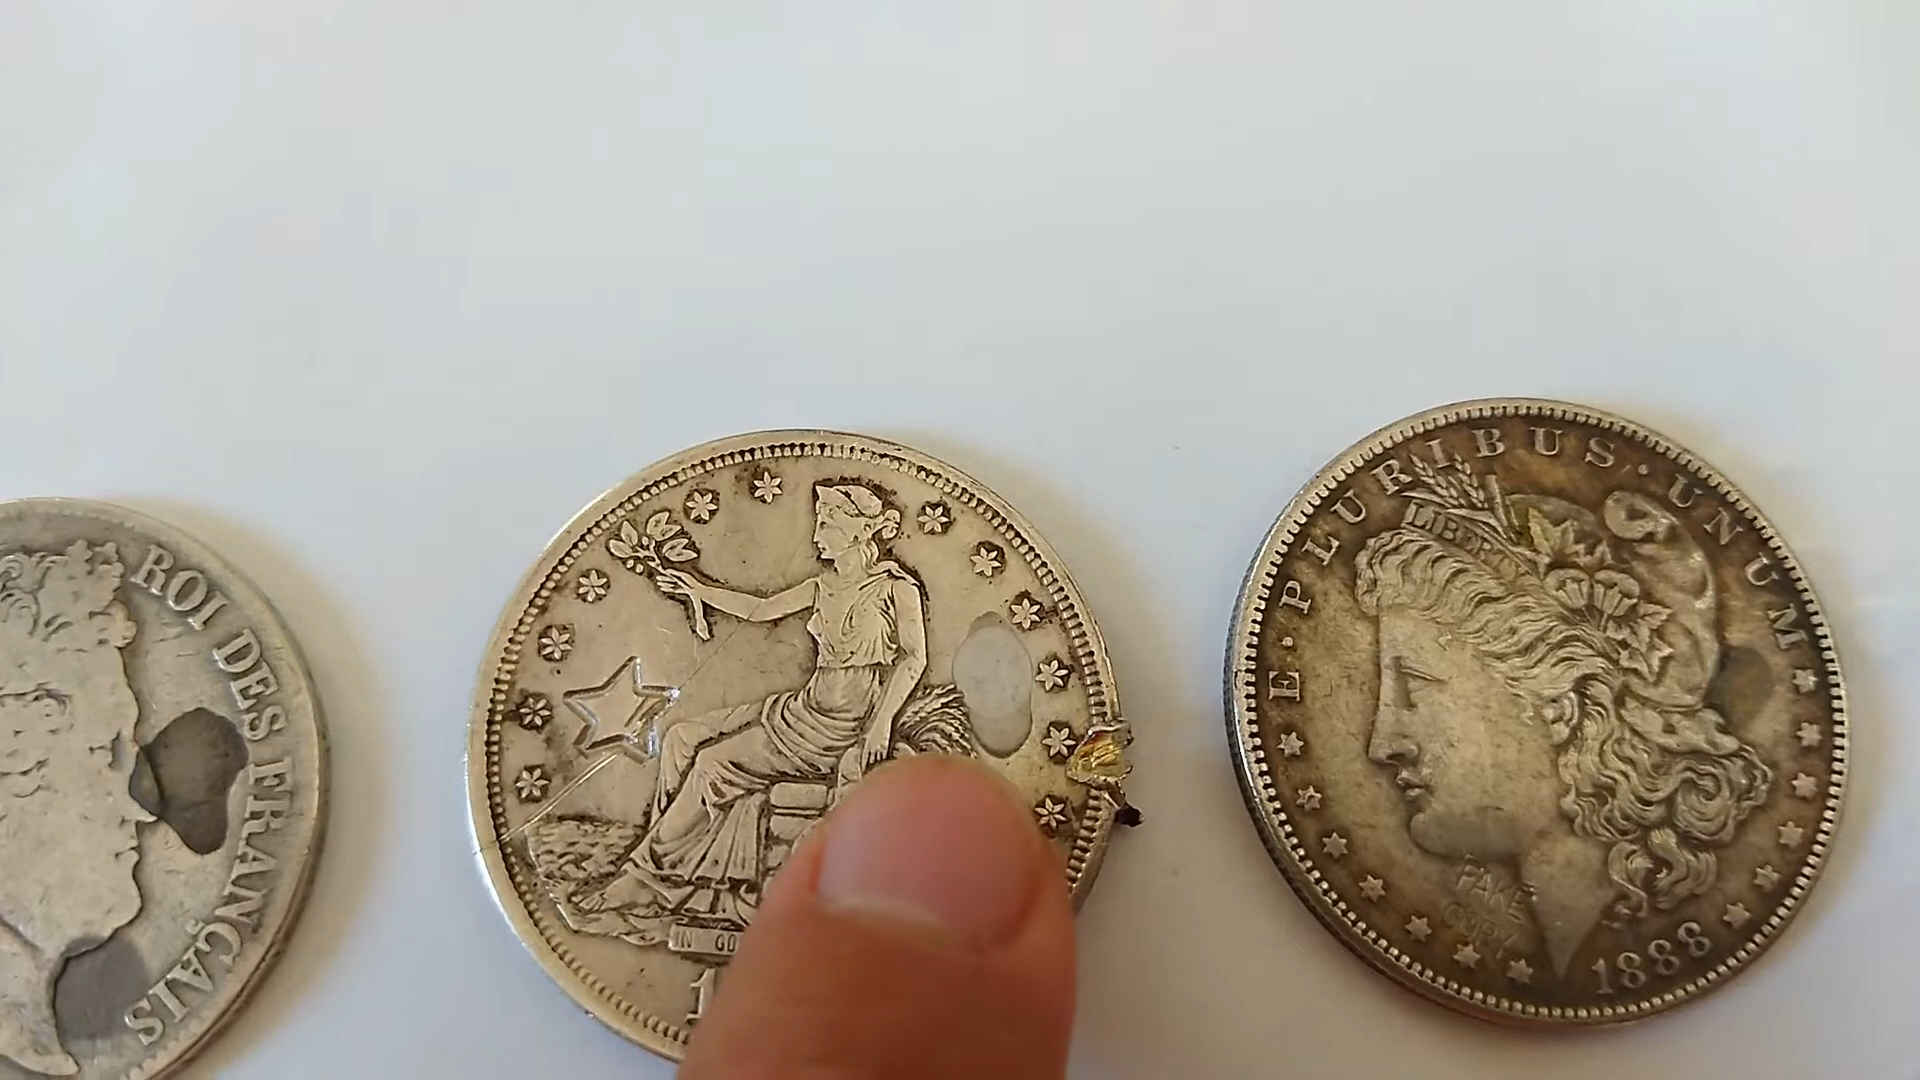 ROI DES FRANÇAIS
IN GO
1
E·PLURIBUS·UNUM
LIBERTY
FAKE
COPY
1888